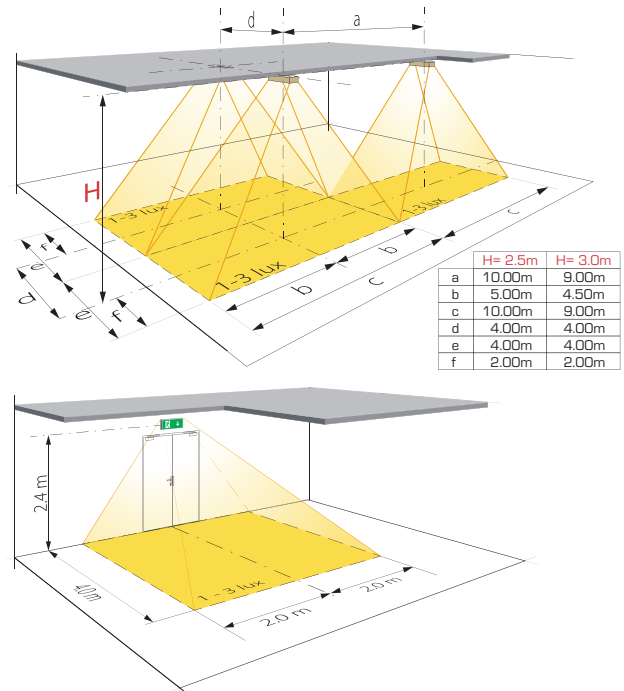 d
a
H
1-3 lux
1-3 lux
1-3 lux
f
e
d
e
f
b
b
c
c
H= 2.5m H= 3.0m
a 10.00m 9.00m
b 5.00m 4.50m
c 10.00m 9.00m
d 4.00m 4.00m
e 4.00m 4.00m
f 2.00m 2.00m
2.4 m
4.0m
1 - 3 lux
2.0 m
2.0 m